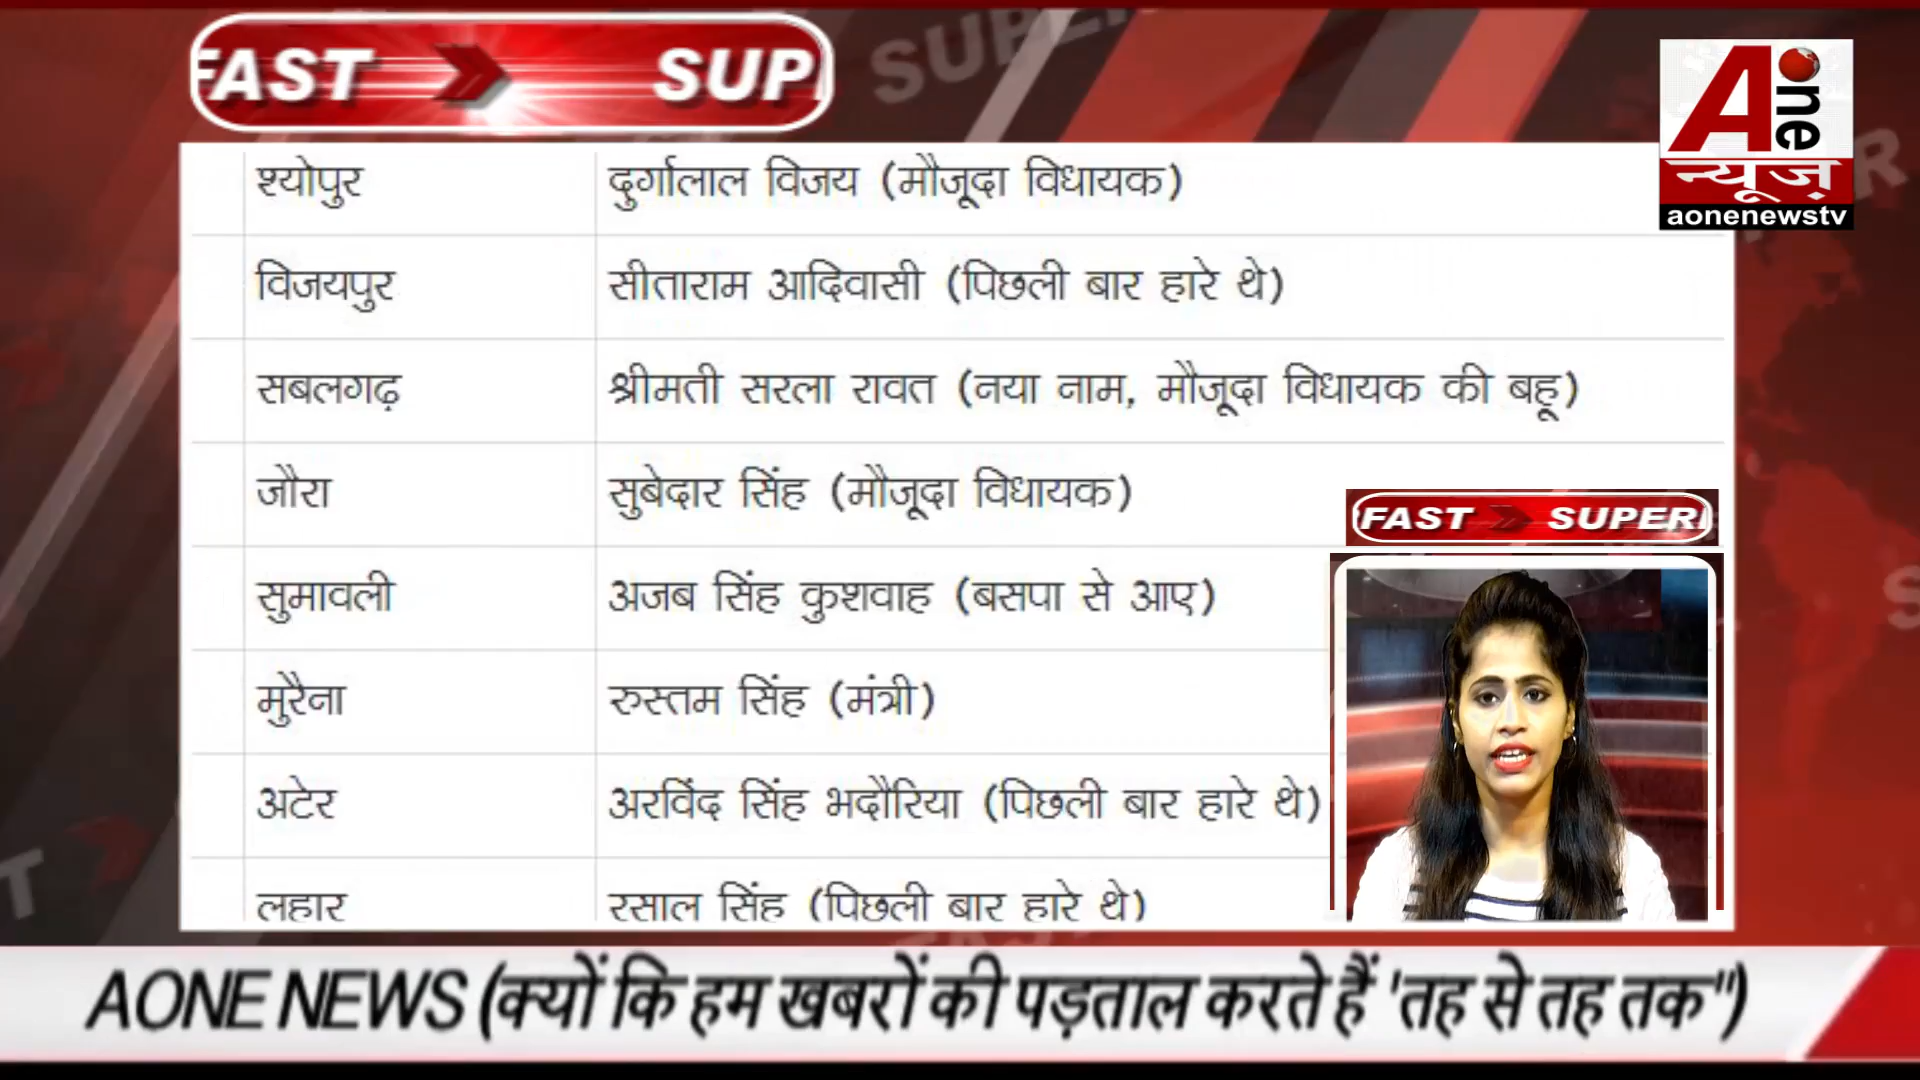 FAST SUP
Aone
न्यूज़
aonenewstv
श्योपुर दुर्गालाल विजय (मौजूदा विधायक)
विजयपुर सीताराम आदिवासी (पिछली बार हारे थे)
सबलगढ़ श्रीमती सरला रावत (नया नाम, मौजूदा विधायक की बहू)
जौरा सुबेदार सिंह (मौजूदा विधायक)
FAST SUPER
सुमावली अजब सिंह कुशवाह (बसपा से आए)
मुरैना रुस्तम सिंह (मंत्री)
अटेर अरविंद सिंह भदौरिया (पिछली बार हारे थे)
लहार रसाल सिंह (पिछली बार हारे थे)
AONE NEWS (क्यों कि हम खबरों की पड़ताल करते हैं 'तह से तह तक")